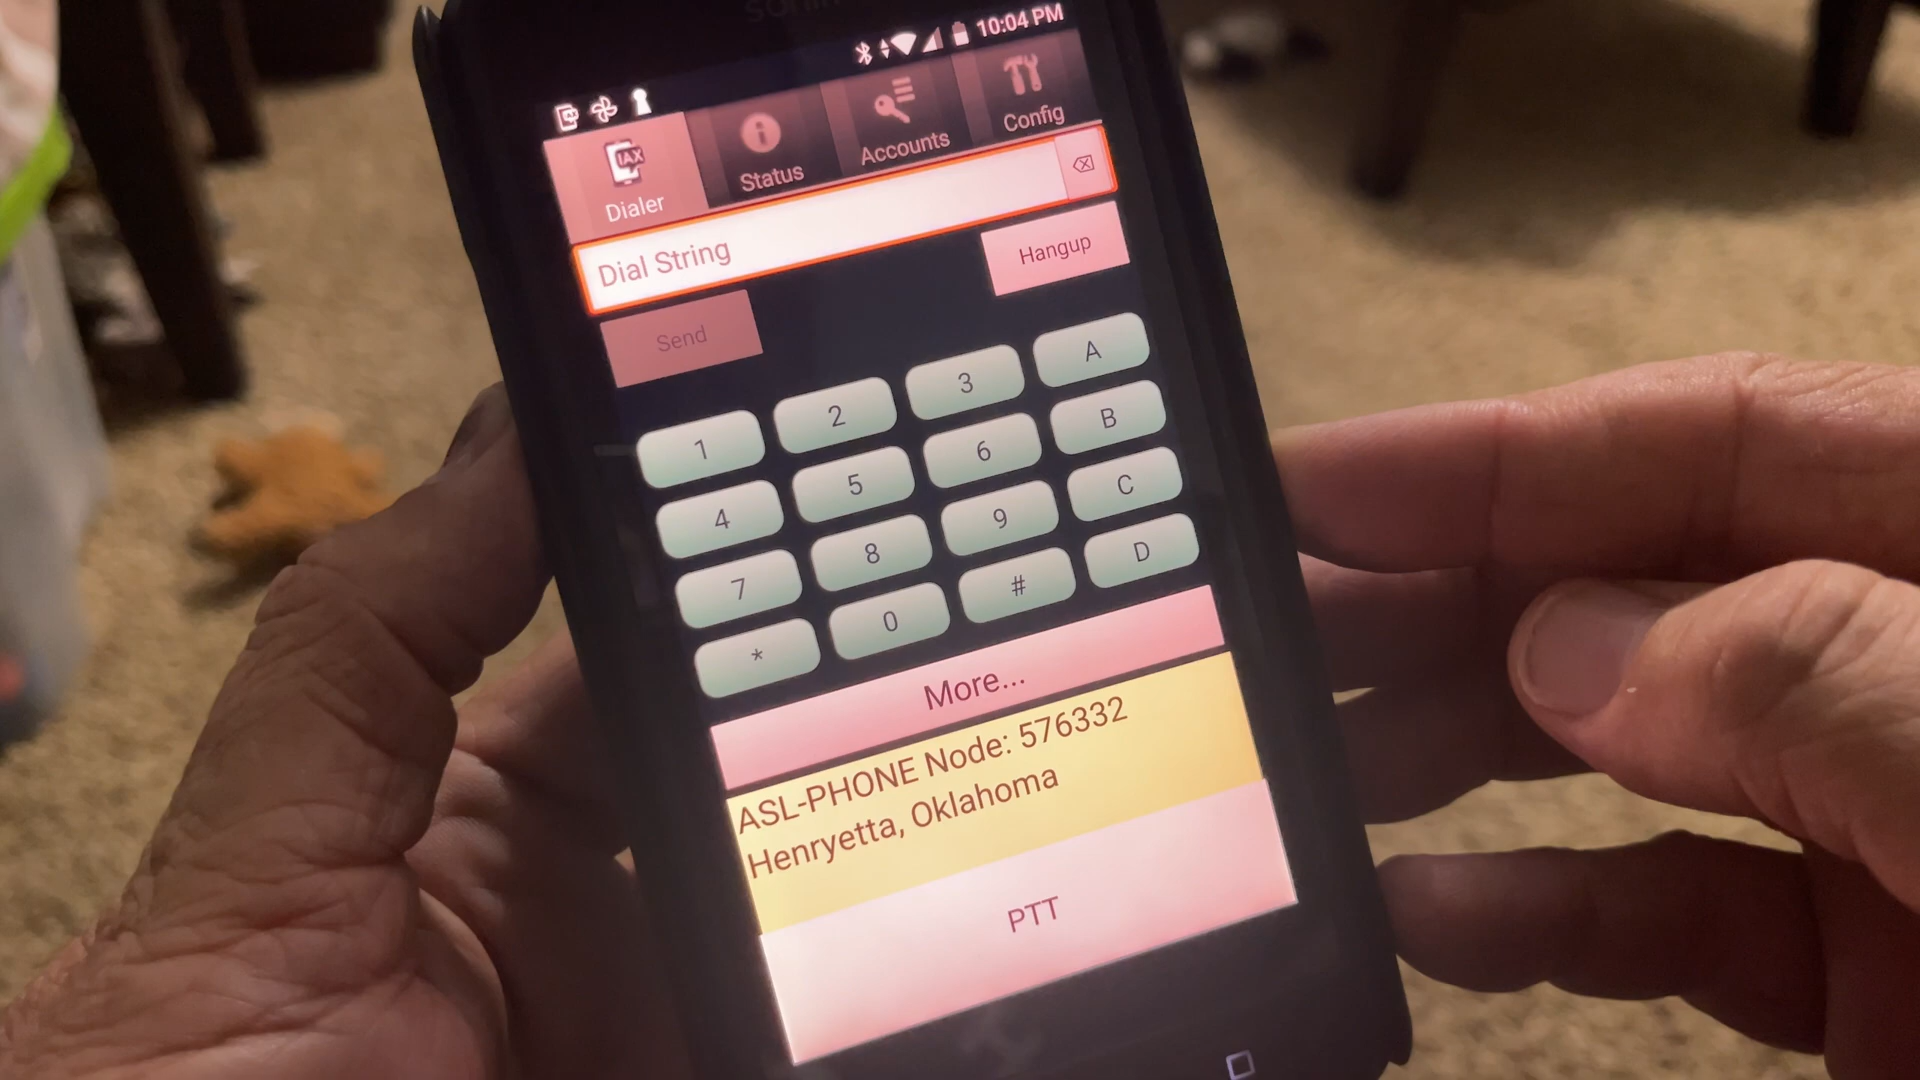 10:04 PM
IAX
Dialer
Status
Accounts
Config
Dial String
Hangup
Send
1
2
3
A
4
5
6
B
7
8
9
C
*
0
#
D
More...
ASL-PHONE Node: 576332
Henryetta, Oklahoma
PTT